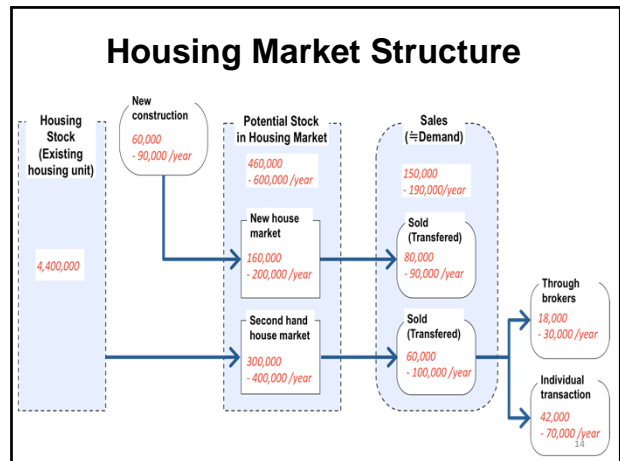 Housing Market Structure
Housing
Stock
(Existing
housing unit)
4,400,000
New
construction
60,000
- 90,000 /year
Potential Stock
in Housing Market
460,000
- 600,000 /year
New house
market
160,000
- 200,000 /year
Second hand
house market
300,000
- 400,000 /year
Sales
(≒Demand)
150,000
- 190,000/year
Sold
(Transfered)
80,000
- 90,000 /year
Sold
(Transfered)
60,000
- 100,000 /year
Through
brokers
18,000
- 30,000 /year
Individual
transaction
42,000
- 70,000 /year
14